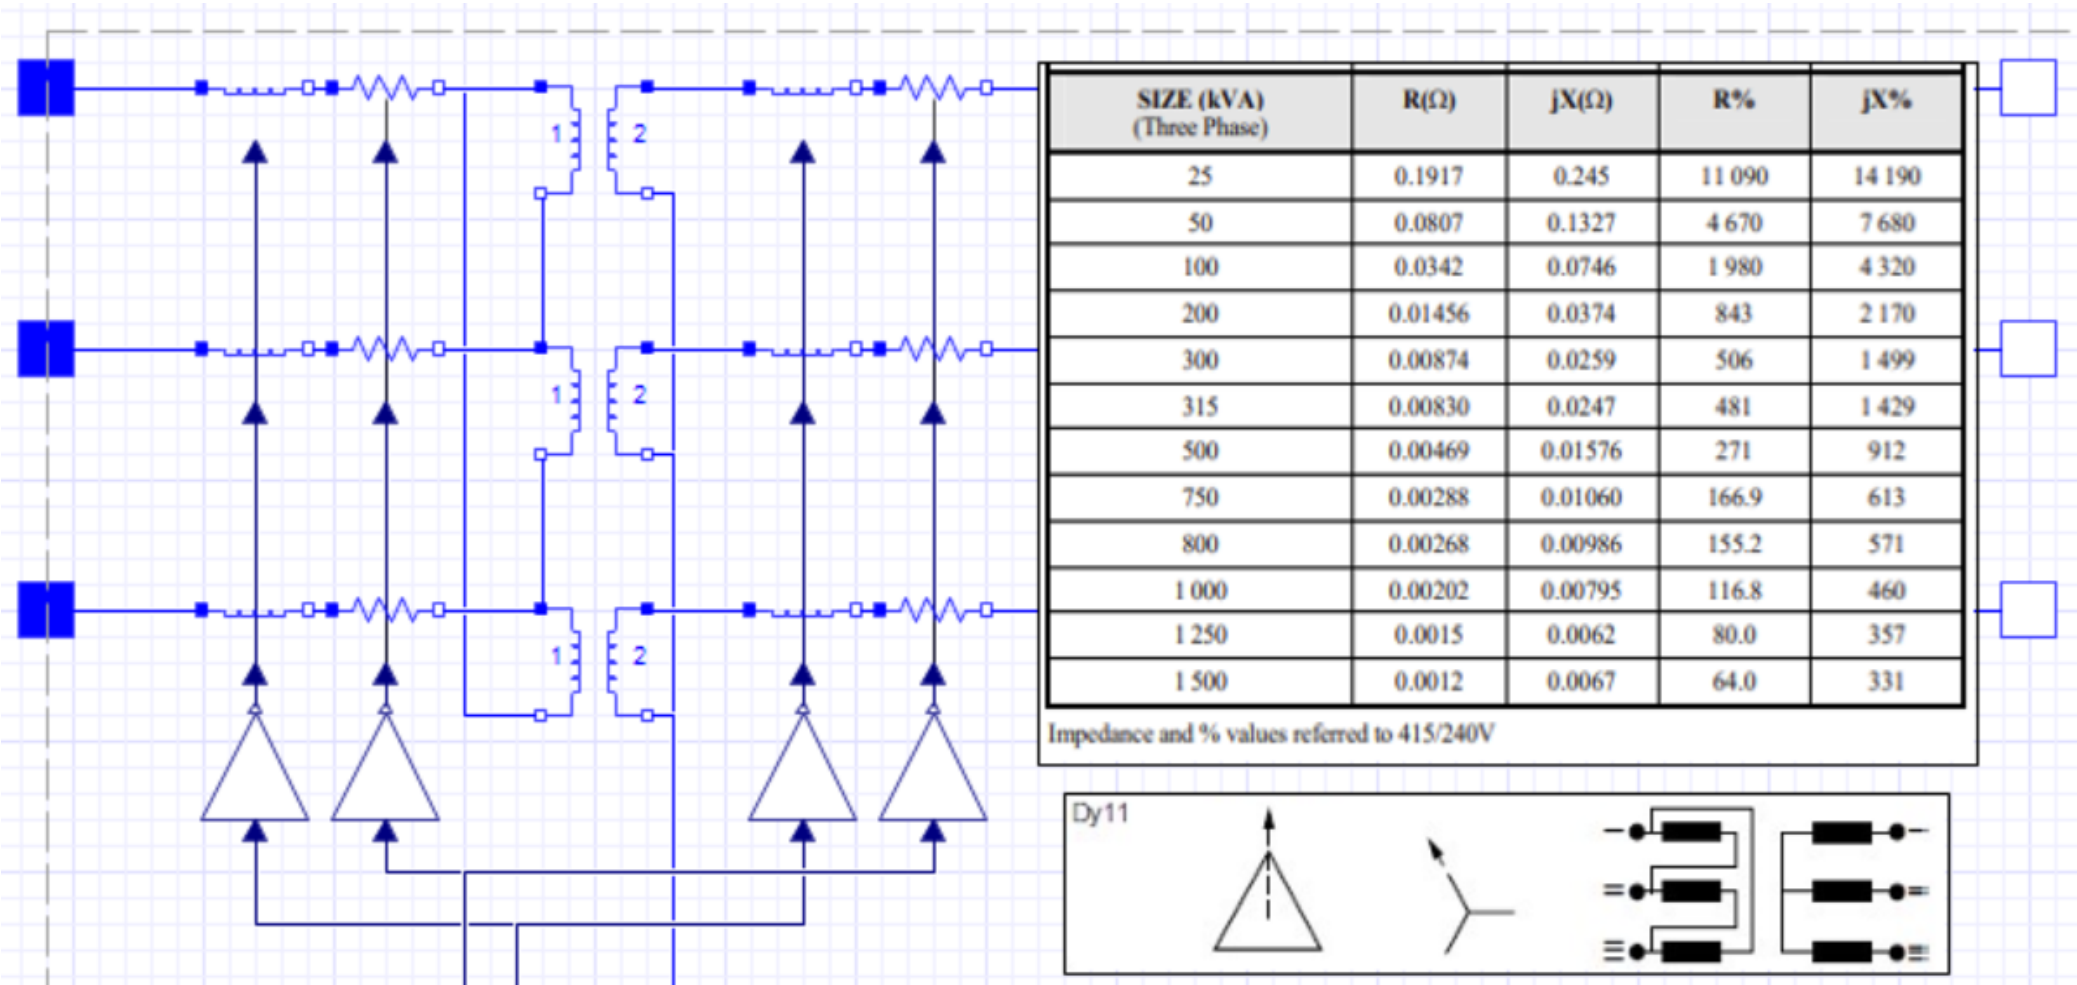 1 2
1 2
1 2
SIZE (kVA) R(Ω) jX(Ω) R% jX%
(Three Phase)
25 0.1917 0.245 11 090 14 190
50 0.0807 0.1327 4 670 7 680
100 0.0342 0.0746 1 980 4 320
200 0.01456 0.0374 843 2 170
300 0.00874 0.0259 506 1 499
315 0.00830 0.0247 481 1 429
500 0.00469 0.01576 271 912
750 0.00288 0.01060 166.9 613
800 0.00268 0.00986 155.2 571
1 000 0.00202 0.00795 116.8 460
1 250 0.0015 0.0062 80.0 357
1 500 0.0012 0.0067 64.0 331
Impedance and % values referred to 415/240V
Dy11